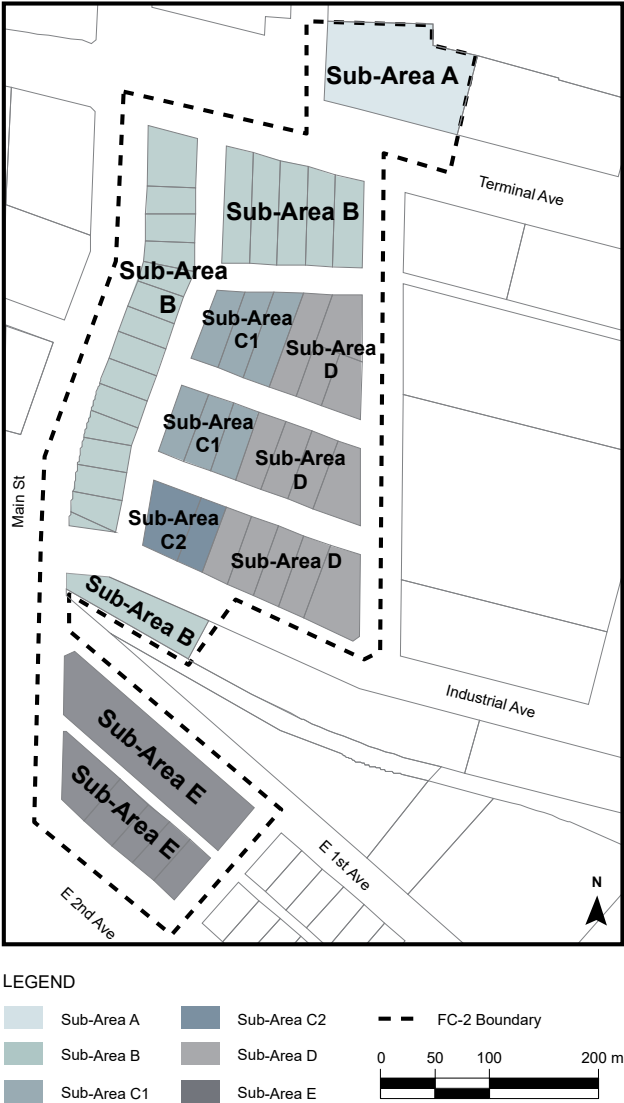 Sub-Area A
Terminal Ave
Sub-Area B
Sub-Area
B
Sub-Area
C1
Sub-Area
D
Sub-Area
C1
Sub-Area
D
Main St
Sub-Area
C2
Sub-Area D
Sub-Area B
Industrial Ave
Sub-Area E
Sub-Area E
E 1st Ave
E 2nd Ave
N
LEGEND
Sub-Area A
Sub-Area B
Sub-Area C1
Sub-Area C2
Sub-Area D
Sub-Area E
FC-2 Boundary
0 50 100 200 m